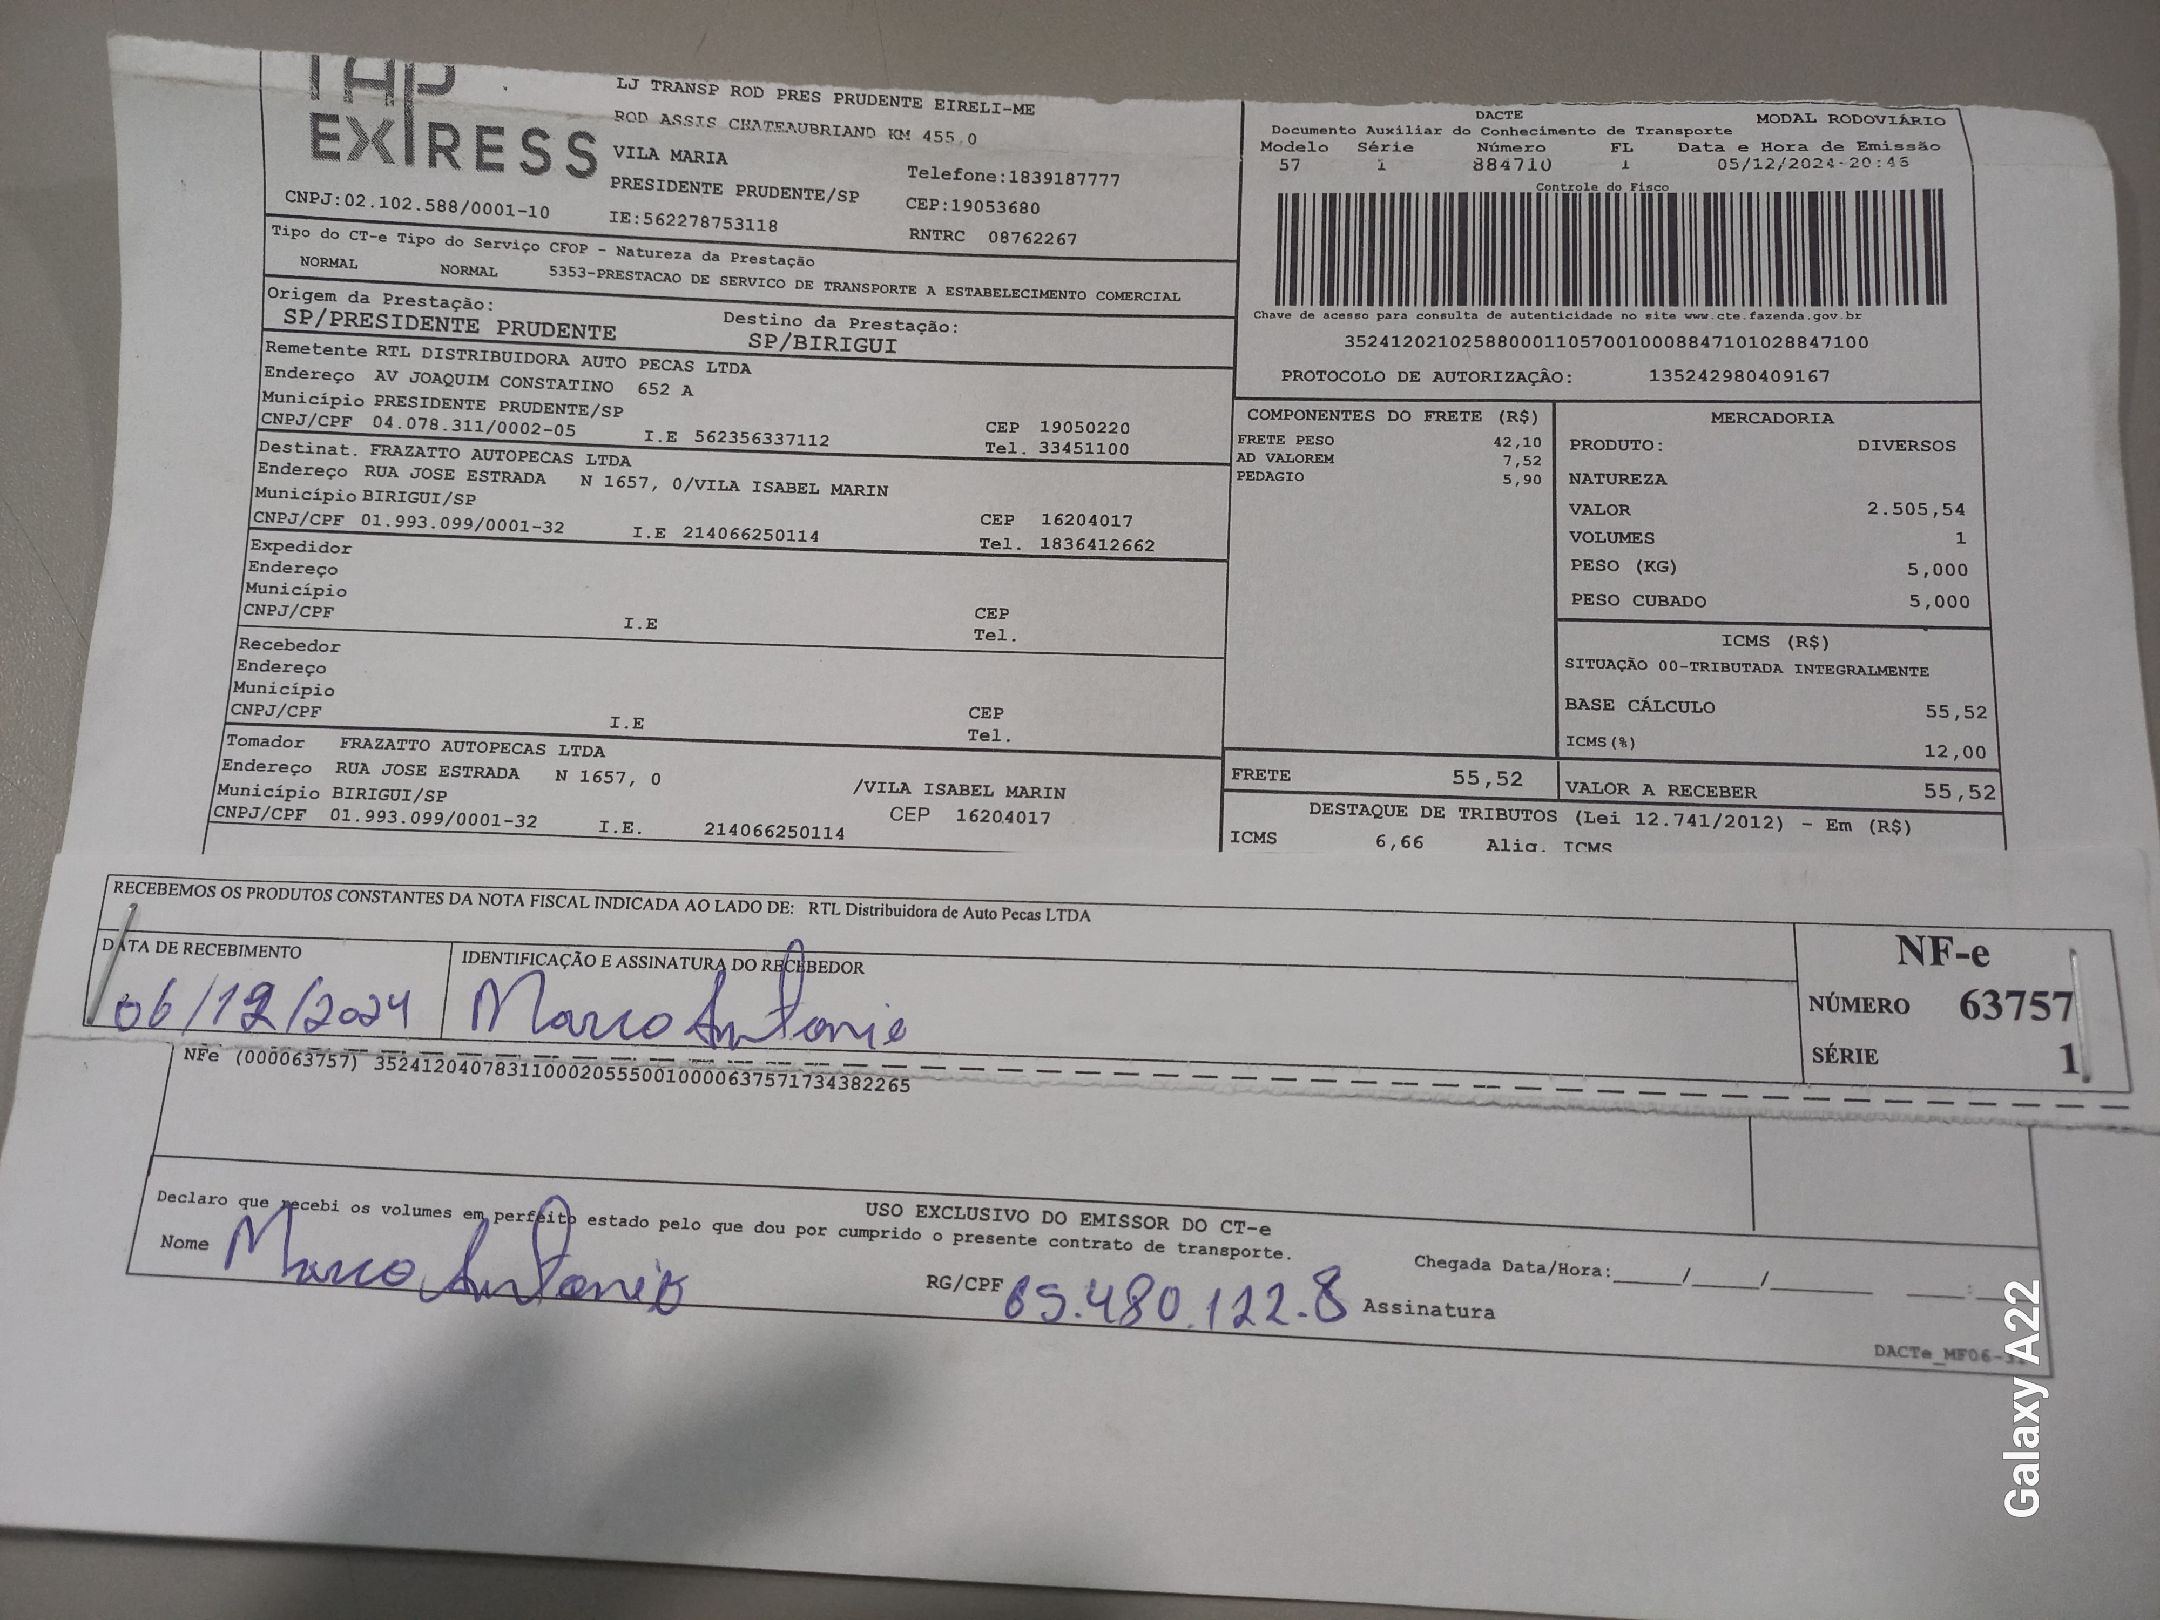 TAP
EXPRESS
CNPJ:02.102.588/0001-10
LJ TRANSP ROD PRES PRUDENTE EIRELI-ME
ROD ASSIS CHATEAUBRIAND KM 455,0
VILA MARIA
Telefone:1839187777
PRESIDENTE PRUDENTE/SP CEP:19053680
IE:562278753118 RNTRC 08762267
DACTE MODAL RODOVIÁRIO
Documento Auxiliar do Conhecimento de Transporte
Modelo Série Número FL Data e Hora de Emissão
57 1 884710 1 05/12/2024-20:46
Controle do Fisco
Chave de acesso para consulta de autenticidade no site www.cte.fazenda.gov.br
35241202102588000110570010008847101028847100
PROTOCOLO DE AUTORIZAÇÃO: 135242980409167
Tipo do CT-e Tipo do Serviço CFOP - Natureza da Prestação
NORMAL NORMAL 5353-PRESTACAO DE SERVICO DE TRANSPORTE A ESTABELECIMENTO COMERCIAL
Origem da Prestação: Destino da Prestação:
SP/PRESIDENTE PRUDENTE SP/BIRIGUI
Remetente RTL DISTRIBUIDORA AUTO PECAS LTDA
Endereço AV JOAQUIM CONSTATINO 652 A
Município PRESIDENTE PRUDENTE/SP CEP 19050220
CNPJ/CPF 04.078.311/0002-05 I.E 562356337112 Tel. 33451100
Destinat. FRAZATTO AUTOPECAS LTDA
Endereço RUA JOSE ESTRADA N 1657, 0/VILA ISABEL MARIN
Município BIRIGUI/SP CEP 16204017
CNPJ/CPF 01.993.099/0001-32 I.E 214066250114 Tel. 1836412662
Expedidor
Endereço
Município CEP
CNPJ/CPF I.E Tel.
Recebedor
Endereço
Município CEP
CNPJ/CPF I.E Tel.
Tomador FRAZATTO AUTOPECAS LTDA
Endereço RUA JOSE ESTRADA N 1657, 0 /VILA ISABEL MARIN
Município BIRIGUI/SP CEP 16204017
CNPJ/CPF 01.993.099/0001-32 I.E. 214066250114
COMPONENTES DO FRETE (R$)
FRETE PESO 42,10
AD VALOREM 7,52
PEDAGIO 5,90
FRETE 55,52
MERCADORIA
PRODUTO: DIVERSOS
NATUREZA
VALOR 2.505,54
VOLUMES 1
PESO (KG) 5,000
PESO CUBADO 5,000
ICMS (R$)
SITUAÇÃO 00-TRIBUTADA INTEGRALMENTE
BASE CÁLCULO 55,52
ICMS(%) 12,00
VALOR A RECEBER 55,52
DESTAQUE DE TRIBUTOS (Lei 12.741/2012) - Em (R$)
ICMS 6,66 Aliq. ICMS
RECEBEMOS OS PRODUTOS CONSTANTES DA NOTA FISCAL INDICADA AO LADO DE: RTL Distribuidora de Auto Pecas LTDA
DATA DE RECEBIMENTO IDENTIFICAÇÃO E ASSINATURA DO RECEBEDOR
06/12/2024 Marco Antonio
NF-e
NÚMERO 63757
SÉRIE 1
NFe (000063757) 35241204078311000205550010000637571734382265
USO EXCLUSIVO DO EMISSOR DO CT-e
Declaro que recebi os volumes em perfeito estado pelo que dou por cumprido o presente contrato de transporte.
Nome Marco Antonio RG/CPF 65.480.122.8 Assinatura
Chegada Data/Hora:_____/_____/_______ ____:____
DACTe_MF06-
Galaxy A22